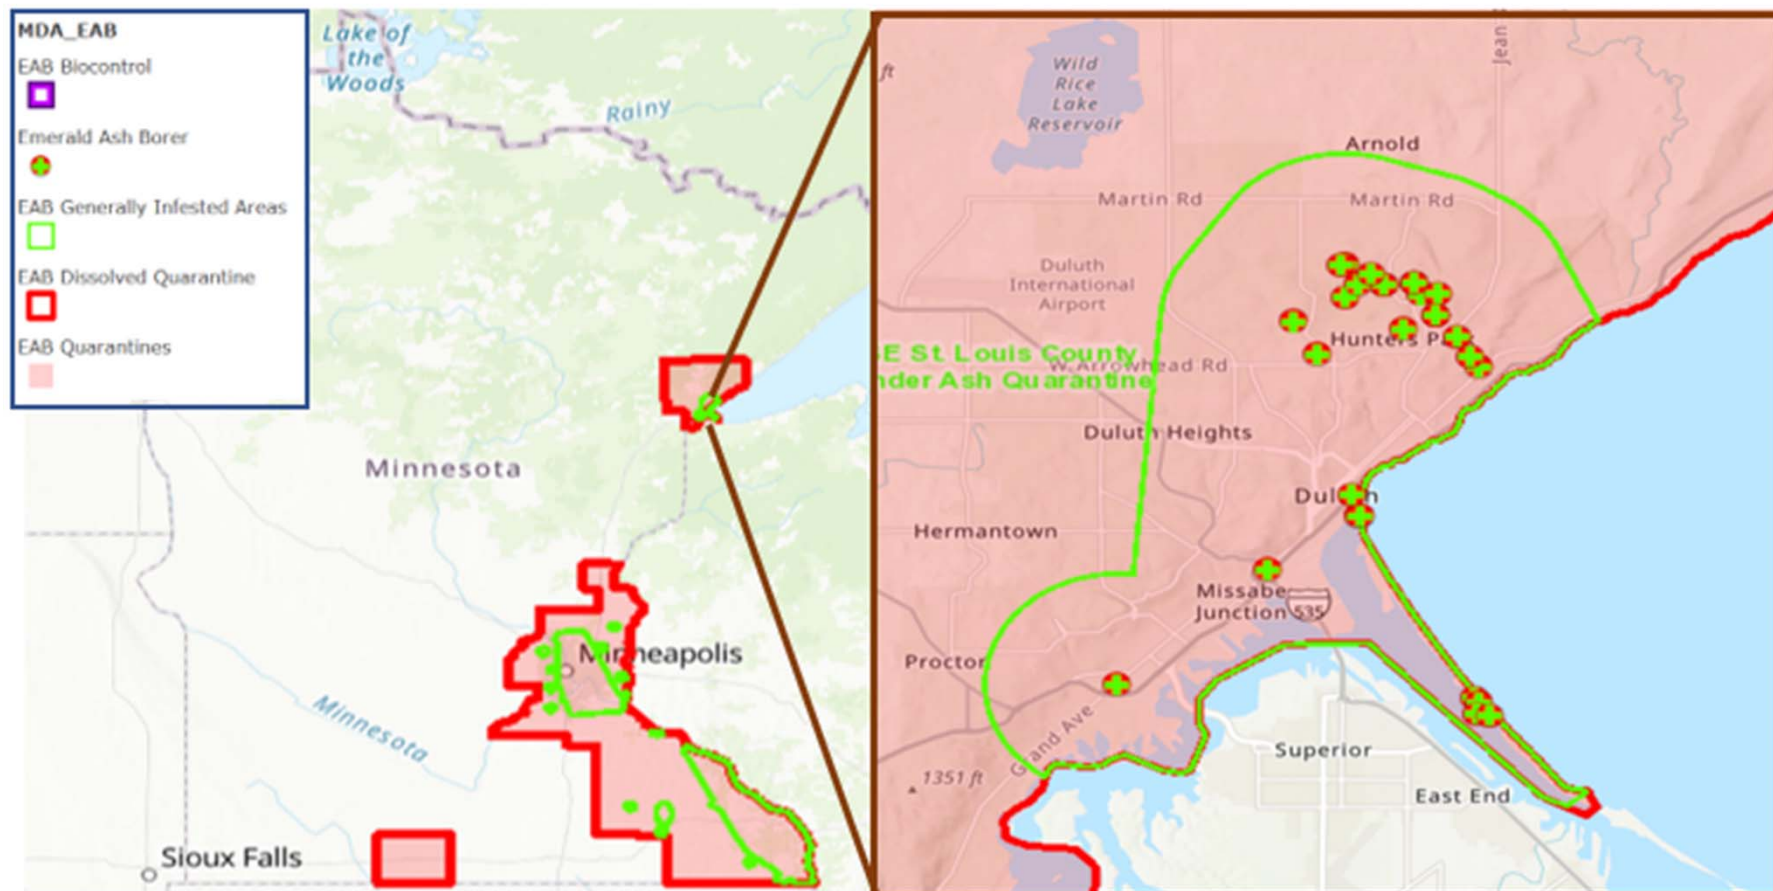 MDA_EAB
EAB Biocontrol
Emerald Ash Borer
EAB Generally Infested Areas
EAB Dissolved Quarantine
EAB Quarantines
Lake of
the
Woods
Rainy
Minnesota
Minneapolis
Minnesota
Sioux Falls
ft
Wild
Rice
Lake
Reservoir
Jean
Arnold
Martin Rd
Martin Rd
Duluth
International
Airport
Hunters P
SE St Louis County
nder Ash Quarantine
W. Arrowhead Rd
Duluth Heights
Dul h
Hermantown
Missabe
Junction
535
Proctor
Grand Ave
1351 ft
Superior
East End